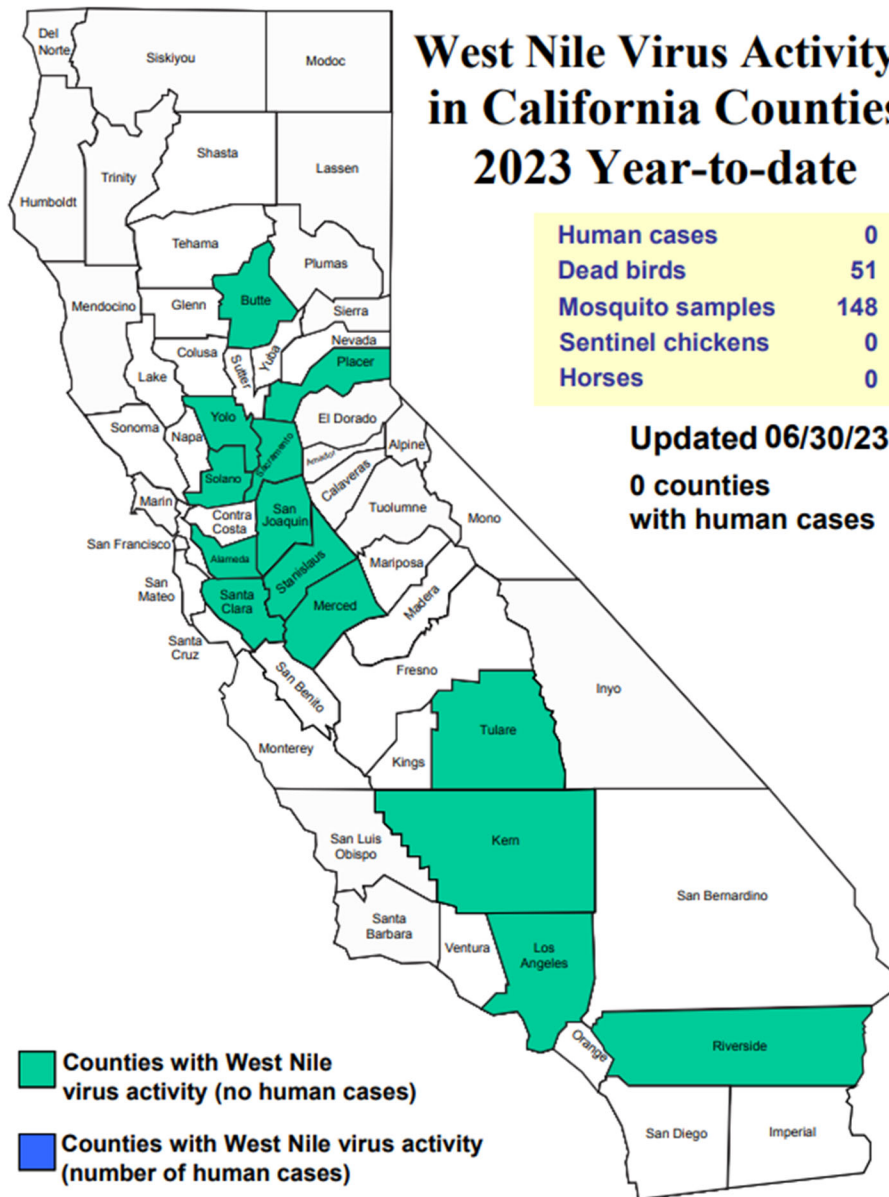 West Nile Virus Activity
in California Counties
2023 Year-to-date
Human cases 0
Dead birds 51
Mosquito samples 148
Sentinel chickens 0
Horses 0
Updated 06/30/23
0 counties
with human cases
Del
Norte
Siskiyou
Modoc
Shasta
Lassen
Trinity
Humboldt
Tehama
Plumas
Mendocino
Glenn
Butte
Sierra
Nevada
Colusa
Sutter
Yuba
Placer
Lake
El Dorado
Yolo
Sonoma
Napa
Sacramento
Amador
Alpine
Solano
Calaveras
Marin
Contra
Costa
San
Joaquin
Tuolumne
Mono
San Francisco
Alameda
Stanislaus
Mariposa
San
Mateo
Santa
Clara
Merced
Madera
Santa
Cruz
San Benito
Fresno
Inyo
Monterey
Kings
Tulare
San Luis
Obispo
Kern
San Bernardino
Santa
Barbara
Ventura
Los
Angeles
Orange
Riverside
San Diego
Imperial
Counties with West Nile
virus activity (no human cases)
Counties with West Nile virus activity
(number of human cases)